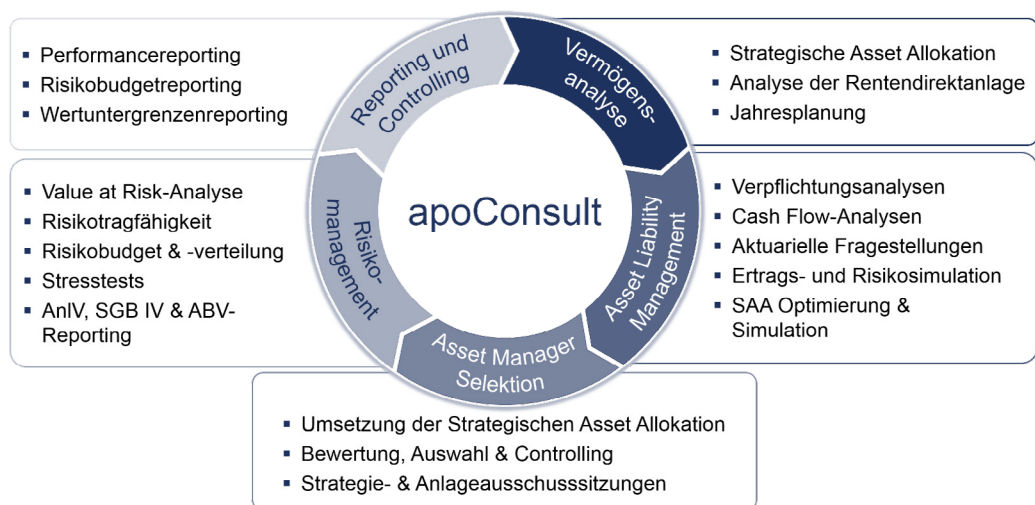 Performancereporting
Risikobudgetreporting
Wertuntergrenzenreporting
Reporting und
Controlling
Vermögens-
analyse
Strategische Asset Allokation
Analyse der Rentendirektanlage
Jahresplanung
Value at Risk-Analyse
Risikotragfähigkeit
Risikobudget & -verteilung
Stresstests
AnlV, SGB IV & ABV-
Reporting
Risiko-
management
apoConsult
Asset Liability
Management
Verpflichtungsanalysen
Cash Flow-Analysen
Aktuarielle Fragestellungen
Ertrags- und Risikosimulation
SAA Optimierung &
Simulation
Asset Manager
Selektion
Umsetzung der Strategischen Asset Allokation
Bewertung, Auswahl & Controlling
Strategie- & Anlageausschusssitzungen